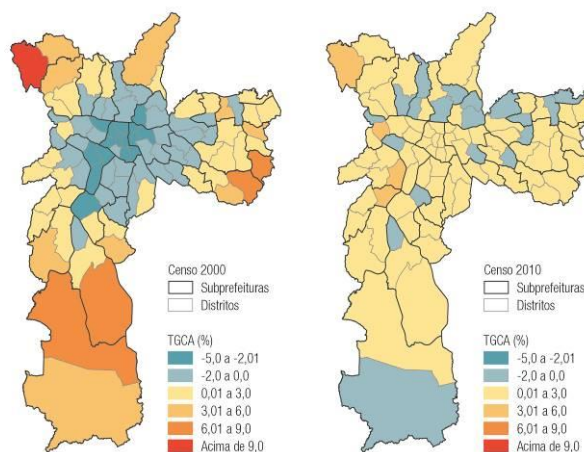 Censo 2000
Subprefeituras
Distritos
TGCA (%)
-5,0 a -2,01
-2,0 a 0,0
0,01 a 3,0
3,01 a 6,0
6,01 a 9,0
Acima de 9,0
Censo 2010
Subprefeituras
Distritos
TGCA (%)
-5,0 a -2,01
-2,0 a 0,0
0,01 a 3,0
3,01 a 6,0
6,01 a 9,0
Acima de 9,0